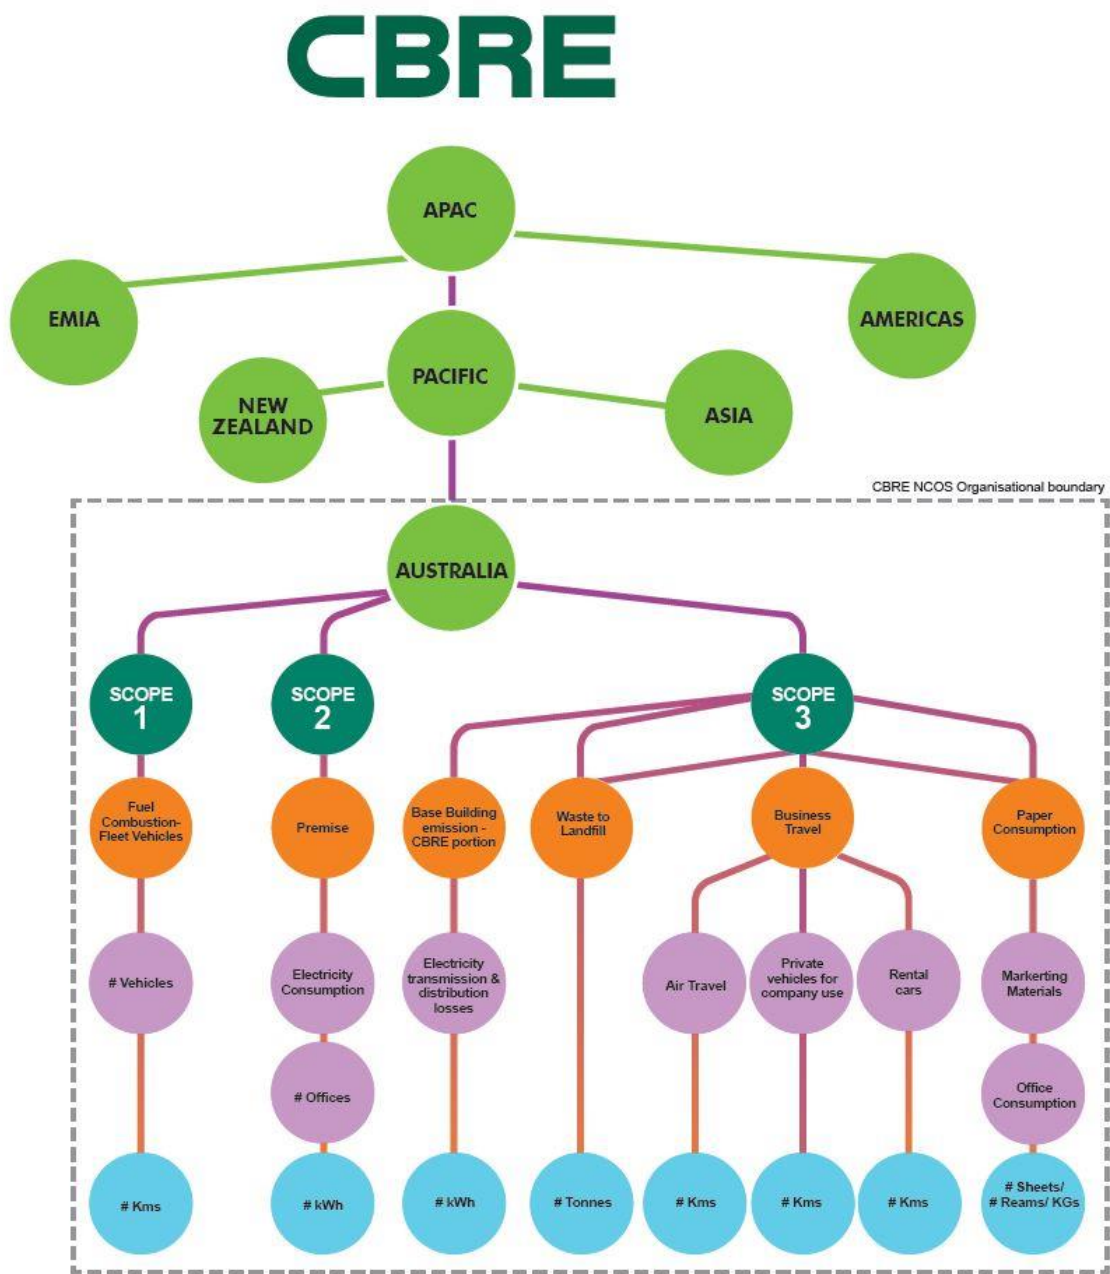 CBRE
APAC
EMIA
AMERICAS
PACIFIC
NEW
ZEALAND
ASIA
CBRE NCOS Organisational boundary
AUSTRALIA
SCOPE
1
SCOPE
2
SCOPE
3
Fuel
Combustion-
Fleet Vehicles
Premise
Base Building
emission -
CBRE portion
Waste to
Landfill
Business
Travel
Paper
Consumption
# Vehicles
Electricity
Consumption
Electricity
transmission &
distribution
losses
Air Travel
Private
vehicles for
company use
Rental
cars
Markerting
Materials
# Offices
Office
Consumption
# Kms
# kWh
# kWh
# Tonnes
# Kms
# Kms
# Kms
# Sheets/
# Reams/ KGs